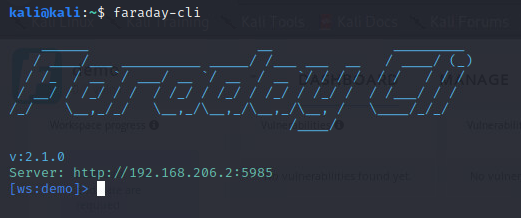 kali@kali:~$ faraday-cli
Faraday Cli
v:2.1.0
Server: http://192.168.206.2:5985
[ws:demo]>